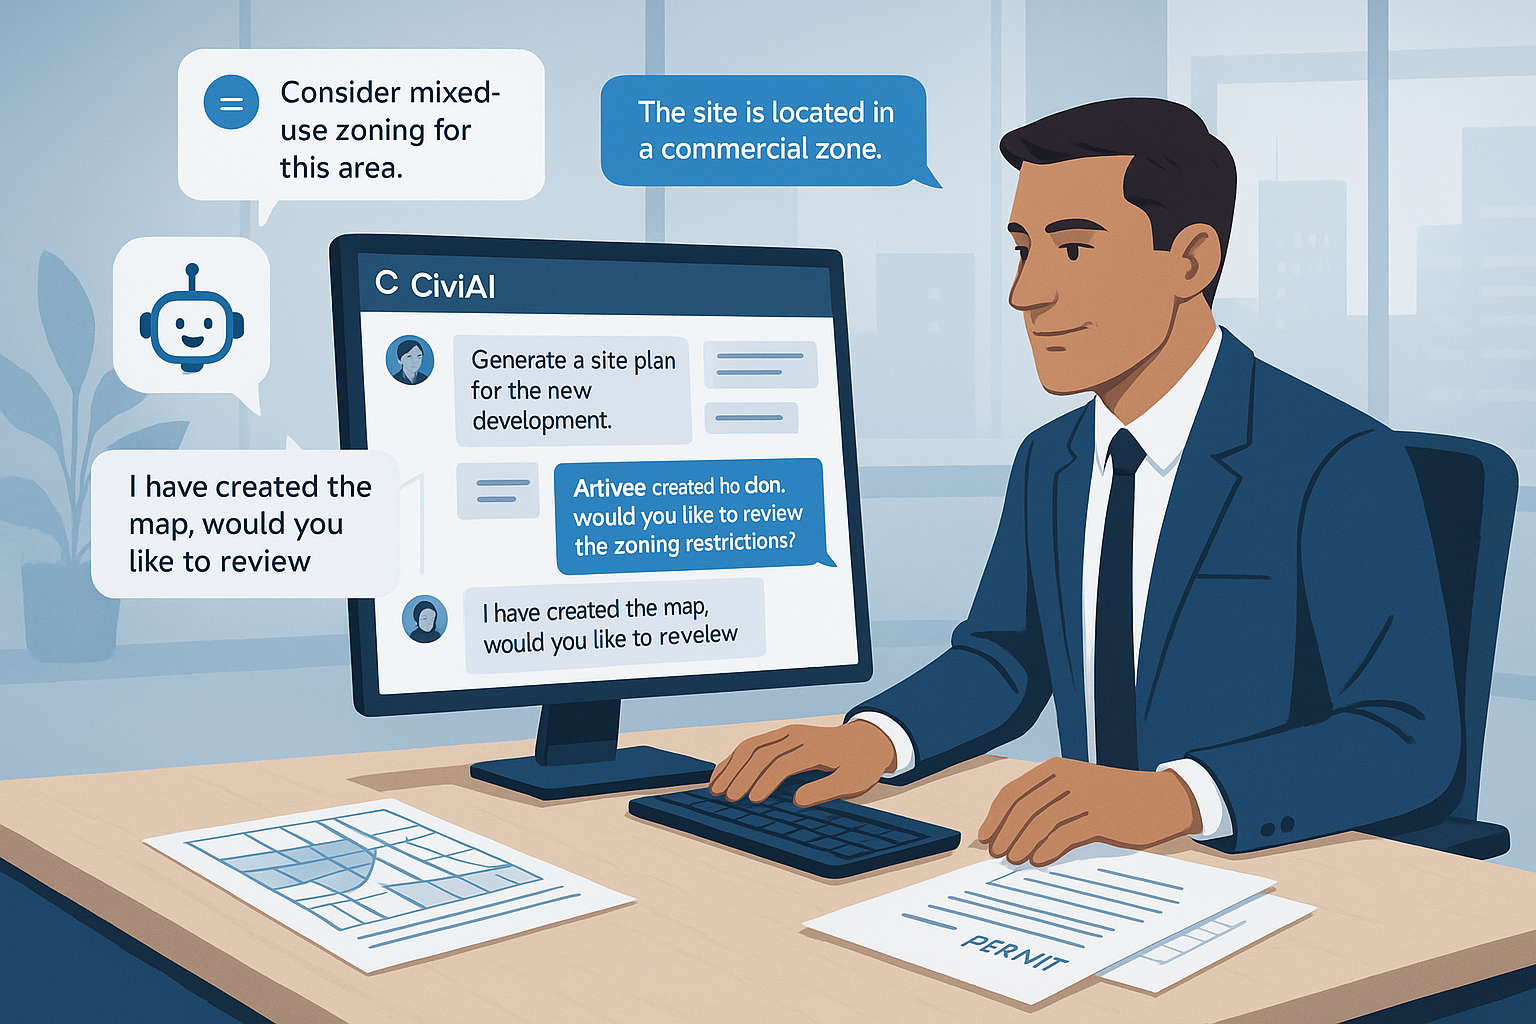 Consider mixed-
use zoning for
this area.
The site is located in
a commercial zone.
C CiviAI
Generate a site plan
for the new
development.
Artivee created ho don.
would you like to review
the zoning restrictions?
I have created the map,
would you like to revelew
I have created the
map, would you
like to review
PERNIT